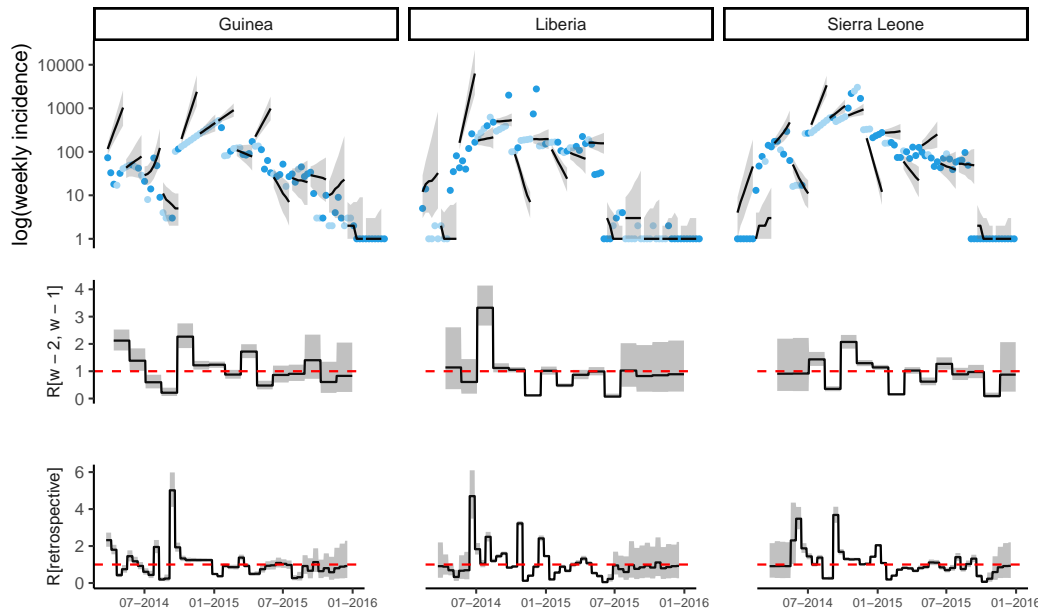 Guinea Liberia Sierra Leone
log(weekly incidence)
10000
1000
100
10
1
R[w − 2, w − 1]
4
3
2
1
0
R[retrospective]
6
4
2
0
07−2014 01−2015 07−2015 01−2016 07−2014 01−2015 07−2015 01−2016 07−2014 01−2015 07−2015 01−2016